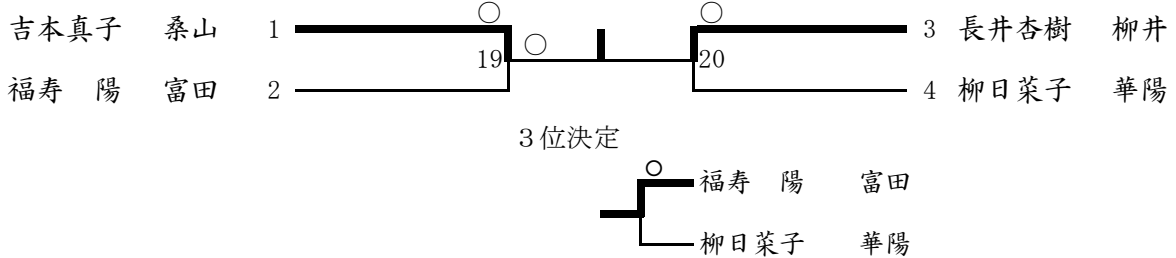 ○ ○
吉本真子 桑山 1 3 長井杏樹 柳井
19 ○ 20
福寿 陽 富田 2 4 柳日菜子 華陽
３位決定
○
福寿 陽 富田
柳日菜子 華陽